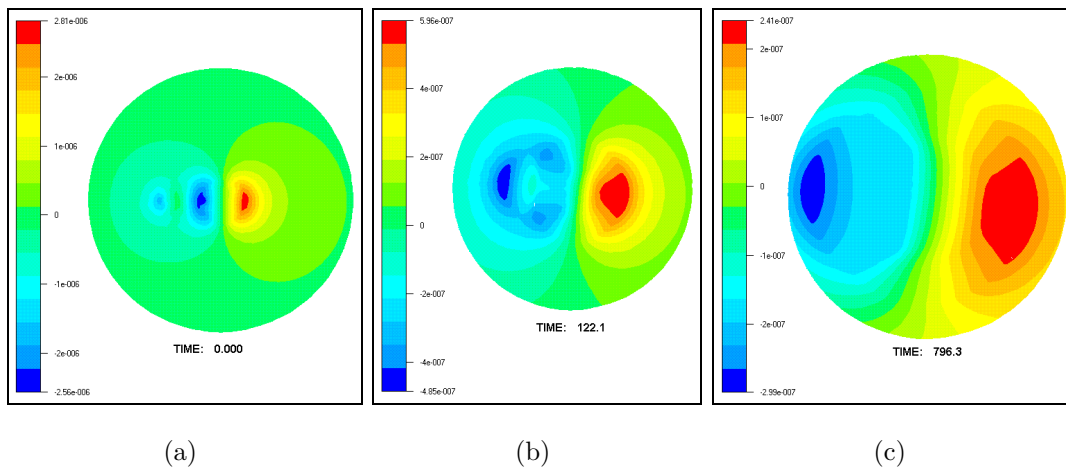 2.81e-006
2e-006
1e-006
0
-1e-006
-2e-006
-2.56e-006
TIME: 0.000
5.96e-007
4e-007
2e-007
0
-2e-007
-4e-007
-4.85e-007
TIME: 122.1
2.41e-007
2e-007
1e-007
0
-1e-007
-2e-007
-2.99e-007
TIME: 796.3
(a)
(b)
(c)